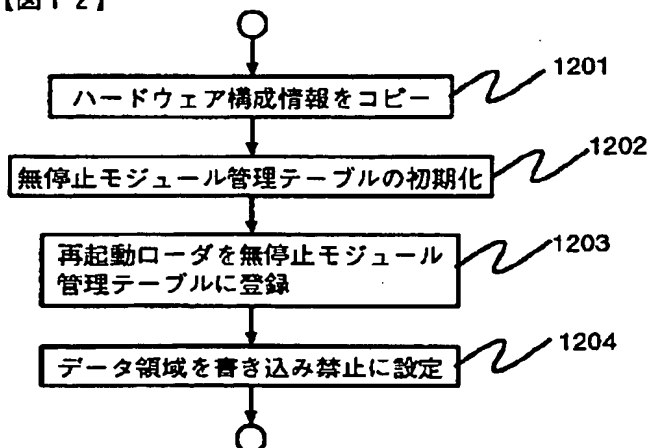 【図１２】
ハードウェア構成情報をコピー
1201
無停止モジュール管理テーブルの初期化
1202
再起動ローダを無停止モジュール
管理テーブルに登録
1203
データ領域を書き込み禁止に設定
1204